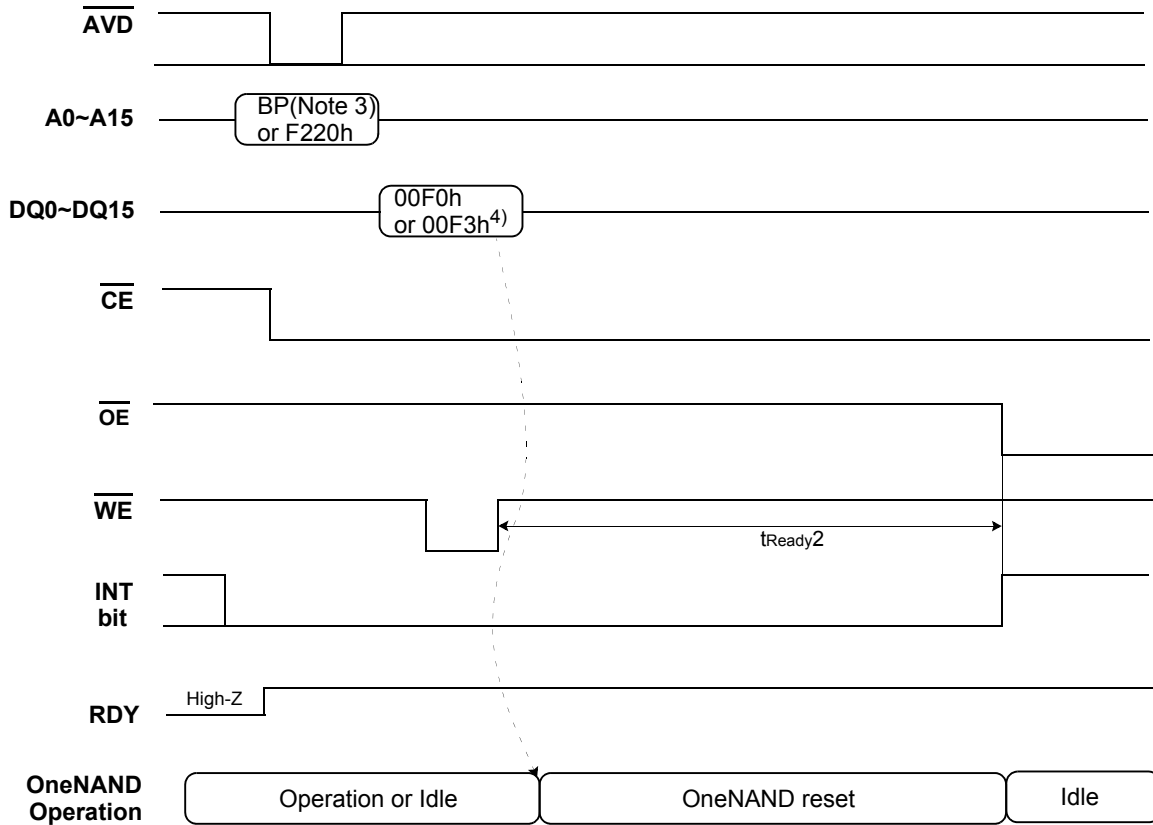 AVD
A0~A15
BP(Note 3)
or F220h
DQ0~DQ15
00F0h
or 00F3h4)
CE
OE
WE
tReady2
INT
bit
High-Z
RDY
OneNAND
Operation
Operation or Idle
OneNAND reset
Idle